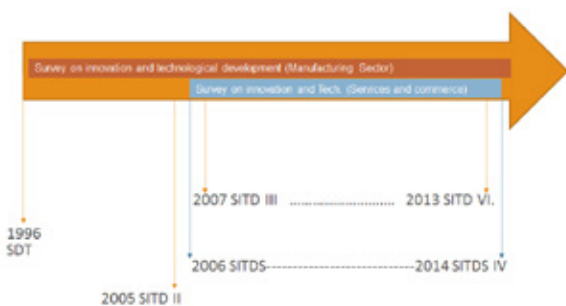 Survey on innovation and technological development (Manufacturing Sector)
Survey on innovation and Tech. (Services and commerce)
2007 SITD III ............................ 2013 SITD VI.
1996
SDT
2006 SITDS------------------------------2014 SITDS IV
2005 SITD II